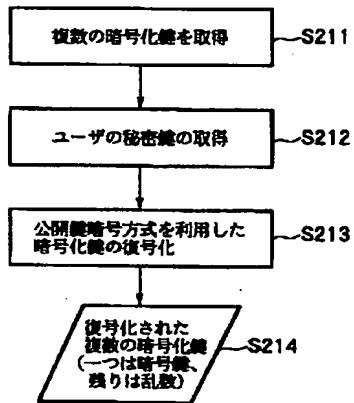 複数の暗号化鍵を取得
S211
ユーザの秘密鍵の取得
S212
公開鍵暗号方式を利用した
暗号化鍵の復号化
S213
復号化された
複数の暗号化鍵
(一つは暗号鍵、
残りは乱数)
S214